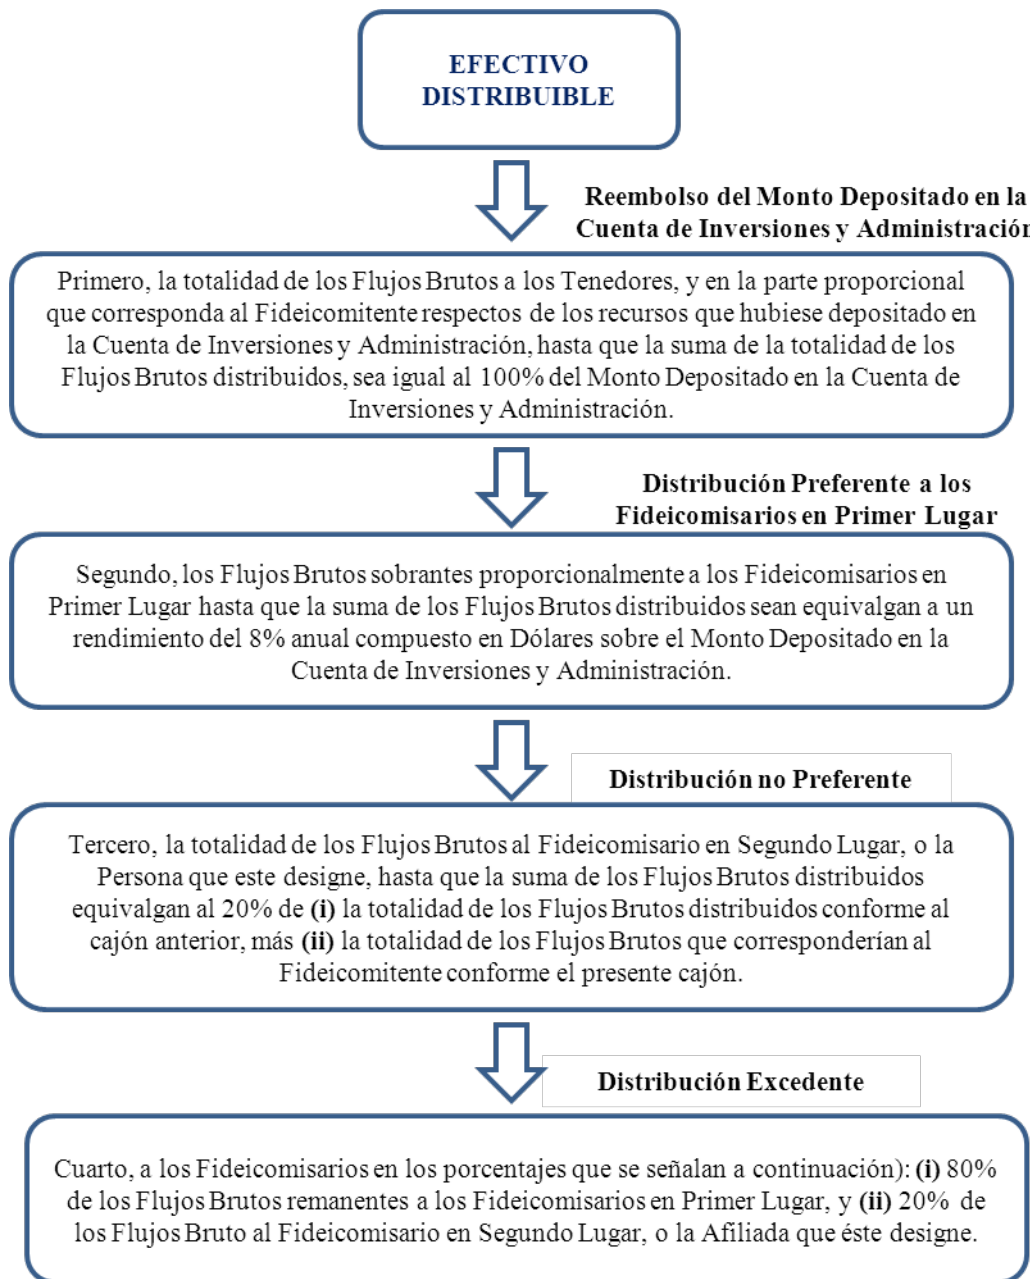 EFECTIVO
DISTRIBUIBLE
Reembolso del Monto Depositado en la
Cuenta de Inversiones y Administración
Primero, la totalidad de los Flujos Brutos a los Tenedores, y en la parte proporcional
que corresponda al Fideicomitente respectos de los recursos que hubiese depositado en
la Cuenta de Inversiones y Administración, hasta que la suma de la totalidad de los
Flujos Brutos distribuidos, sea igual al 100% del Monto Depositado en la Cuenta de
Inversiones y Administración.
Distribución Preferente a los
Fideicomisarios en Primer Lugar
Segundo, los Flujos Brutos sobrantes proporcionalmente a los Fideicomisarios en
Primer Lugar hasta que la suma de los Flujos Brutos distribuidos sean equivalgan a un
rendimiento del 8% anual compuesto en Dólares sobre el Monto Depositado en la
Cuenta de Inversiones y Administración.
Distribución no Preferente
Tercero, la totalidad de los Flujos Brutos al Fideicomisario en Segundo Lugar, o la
Persona que este designe, hasta que la suma de los Flujos Brutos distribuidos
equivalgan al 20% de (i) la totalidad de los Flujos Brutos distribuidos conforme al
cajón anterior, más (ii) la totalidad de los Flujos Brutos que corresponderían al
Fideicomitente conforme el presente cajón.
Distribución Excedente
Cuarto, a los Fideicomisarios en los porcentajes que se señalan a continuación): (i) 80%
de los Flujos Brutos remanentes a los Fideicomisarios en Primer Lugar, y (ii) 20% de
los Flujos Bruto al Fideicomisario en Segundo Lugar, o la Afiliada que éste designe.